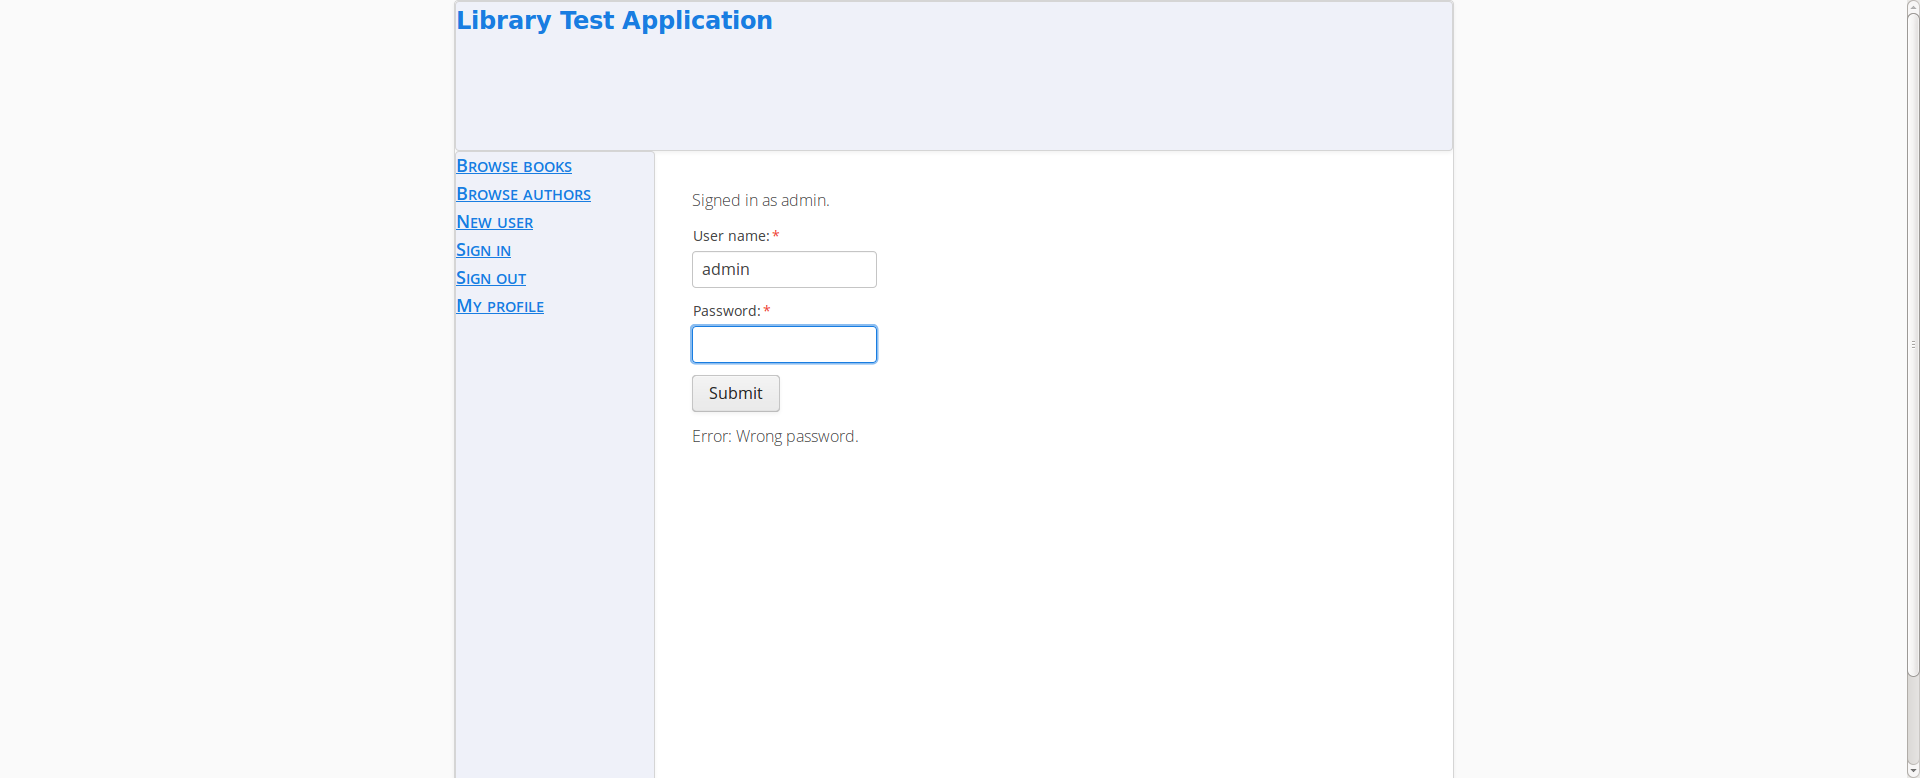 Library Test Application
Browse books
Browse authors
New user
Sign in
Sign out
My profile
Signed in as admin.
User name:*
admin
Password:*
Submit
Error: Wrong password.